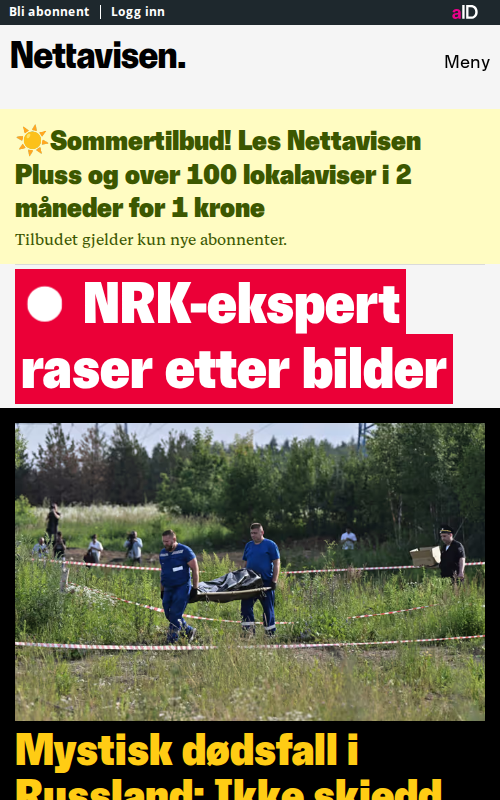 Bli abonnent
Logg inn
aID
Nettavisen.
Meny
Sommertilbud! Les Nettavisen
Pluss og over 100 lokalaviser i 2
måneder for 1 krone
Tilbudet gjelder kun nye abonnenter.
NRK-ekspert
raser etter bilder
Mystisk dødsfall i
Russland: Ikke skjedd